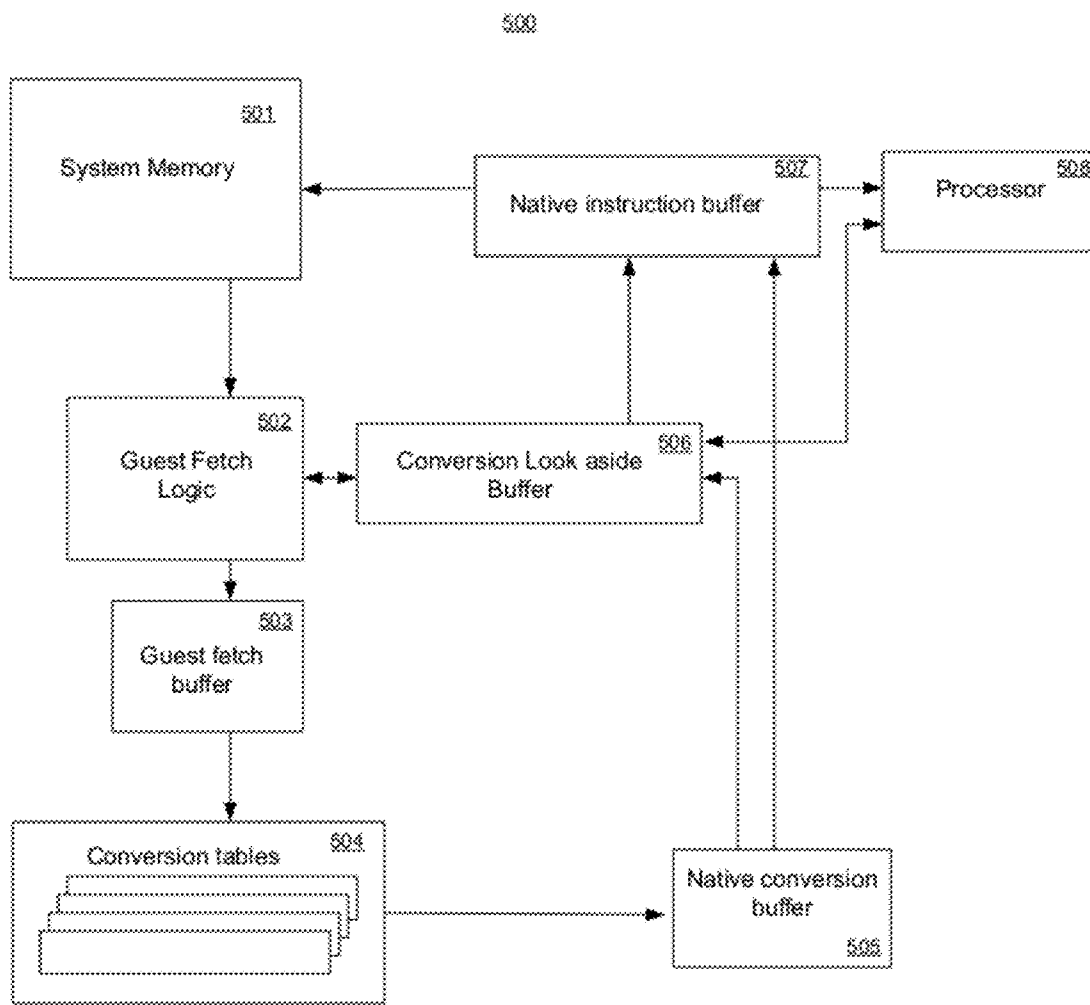 500
501
System Memory
507
Native instruction buffer
508
Processor
502
Guest Fetch
Logic
506
Conversion Look aside
Buffer
503
Guest fetch
buffer
504
Conversion tables
Native conversion
buffer
505